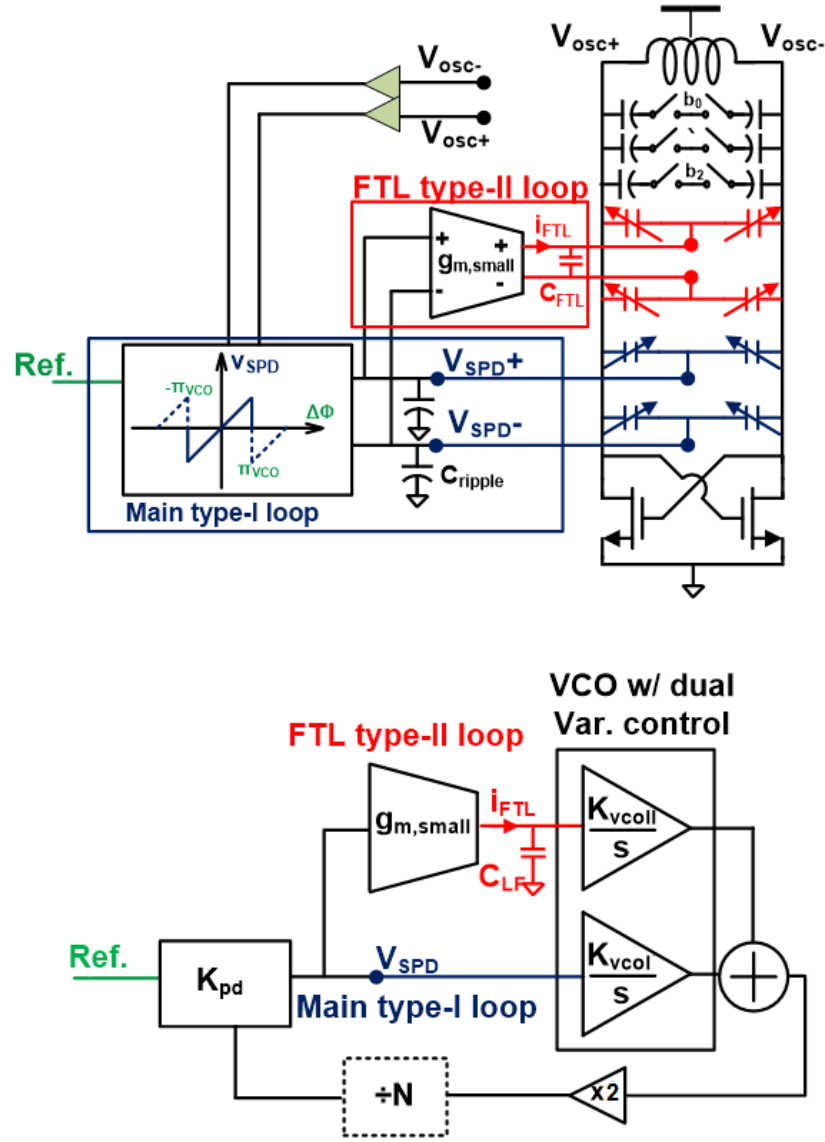 Vosc+
Vosc-
Vosc-
Vosc+
b0
b2
FTL type-II loop
iFTL
+
+
gm,small
-
-
CFTL
Ref.
vSPD
-πVCO
ΔΦ
πVCO
VSPD+
VSPD-
Cripple
Main type-I loop
VCO w/ dual
Var. control
FTL type-II loop
gm,small
iFTL
CLF
KvcoII
s
Ref.
Kpd
VSPD
Main type-I loop
KvcoI
s
+
÷N
x2